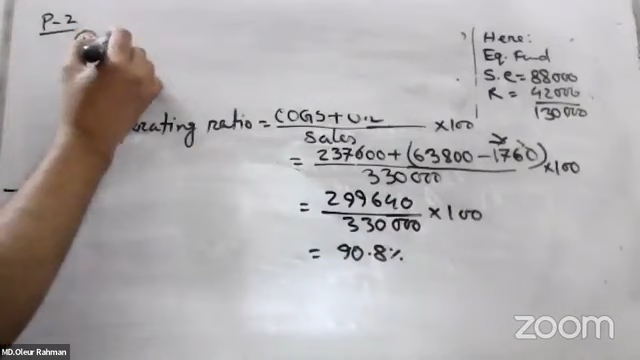 P-2
Here:
Eq. Fund
S.C = 88000
R = 42000
130000
rating ratio = COGS + O.E / Sales × 100
= 237600 + (63800 - 1760) / 330000 × 100
= 299640 / 330000 × 100
= 90.8%
zoom
MD.Oleur Rahman